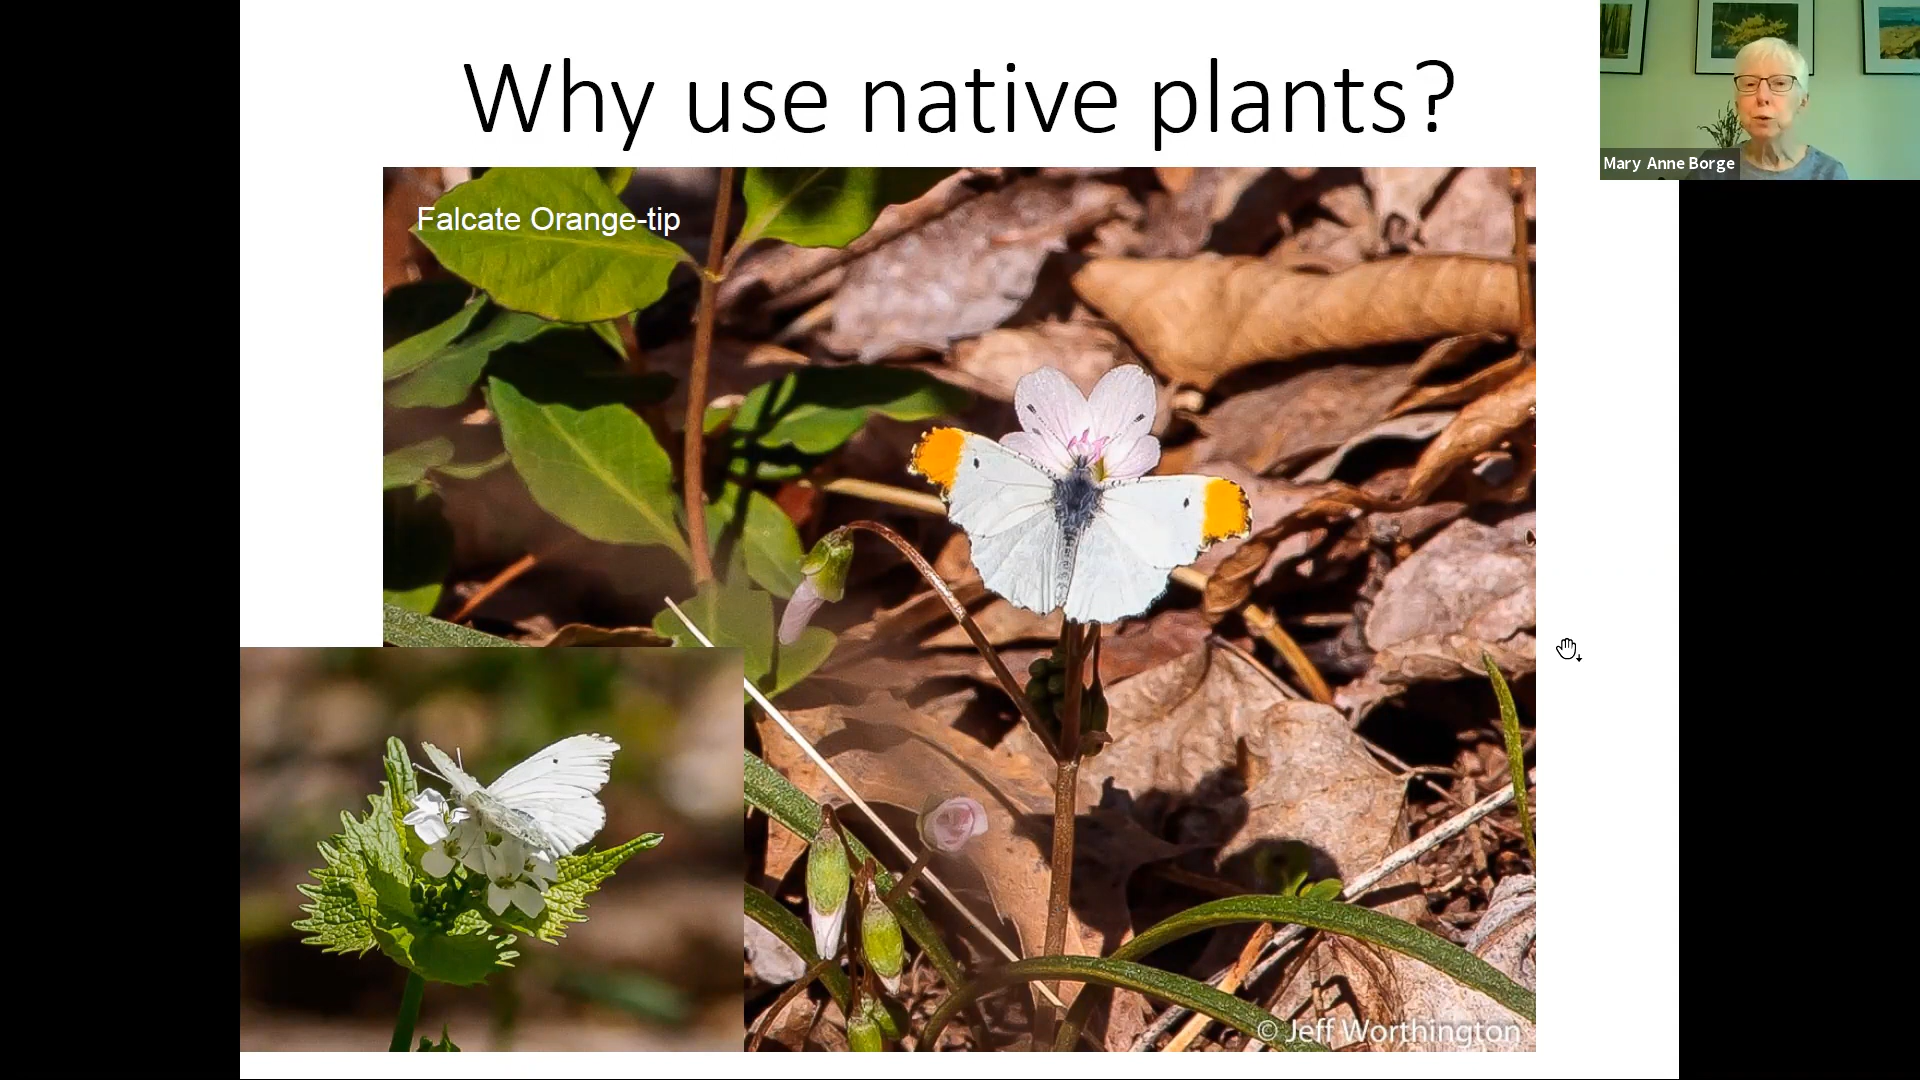 Why use native plants?
Mary Anne Borge
Falcate Orange-tip
© Jeff Worthington